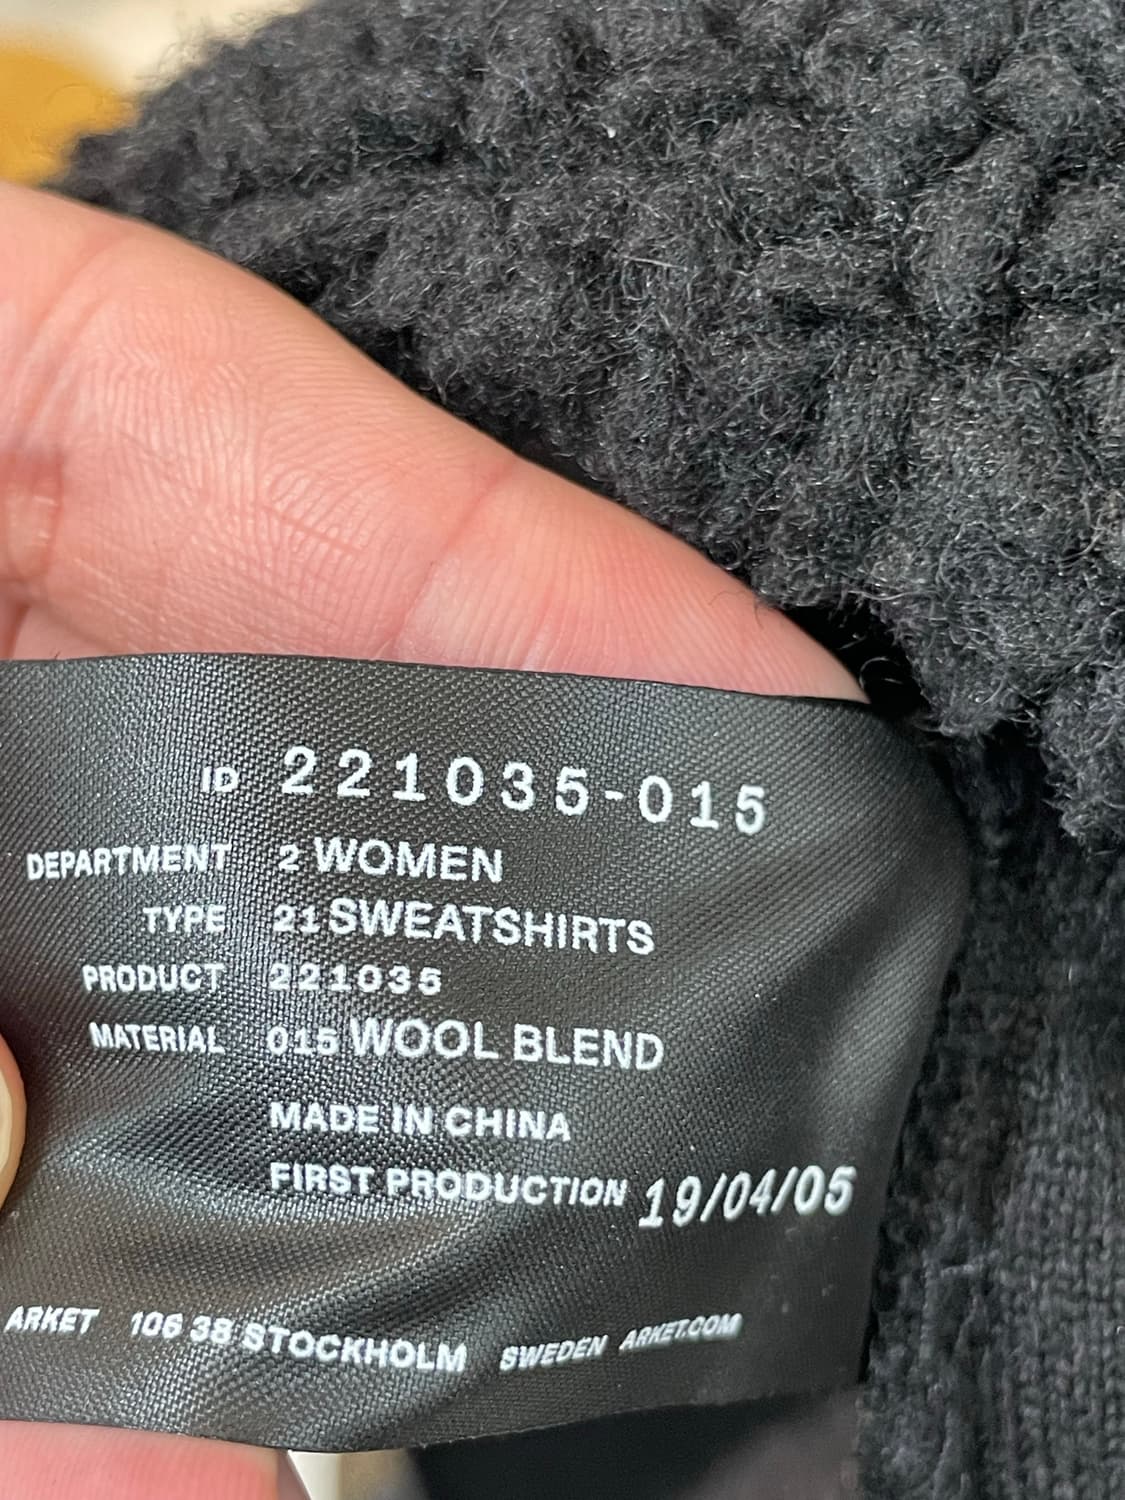 ID 221035-015
DEPARTMENT 2 WOMEN
TYPE 21 SWEATSHIRTS
PRODUCT 221035
MATERIAL 015 WOOL BLEND
MADE IN CHINA
FIRST PRODUCTION 19/04/05
ARKET 106 38 STOCKHOLM SWEDEN ARKET.COM